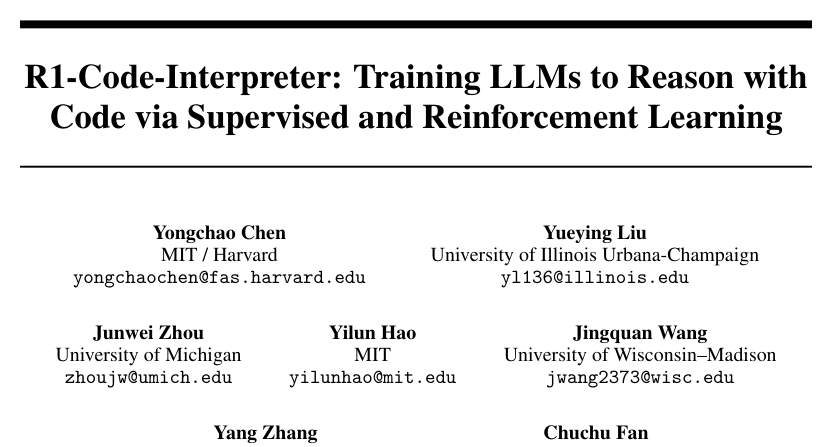 R1-Code-Interpreter: Training LLMs to Reason with
Code via Supervised and Reinforcement Learning
Yongchao Chen
MIT / Harvard
yongchaochen@fas.harvard.edu
Yueying Liu
University of Illinois Urbana-Champaign
yl136@illinois.edu
Junwei Zhou
University of Michigan
zhoujw@umich.edu
Yilun Hao
MIT
yilunhao@mit.edu
Jingquan Wang
University of Wisconsin–Madison
jwang2373@wisc.edu
Yang Zhang
Chuchu Fan